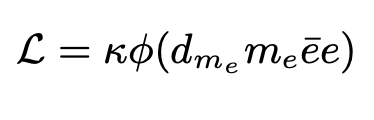 ℒ = κϕ(d_{m_e} m_e ēe)